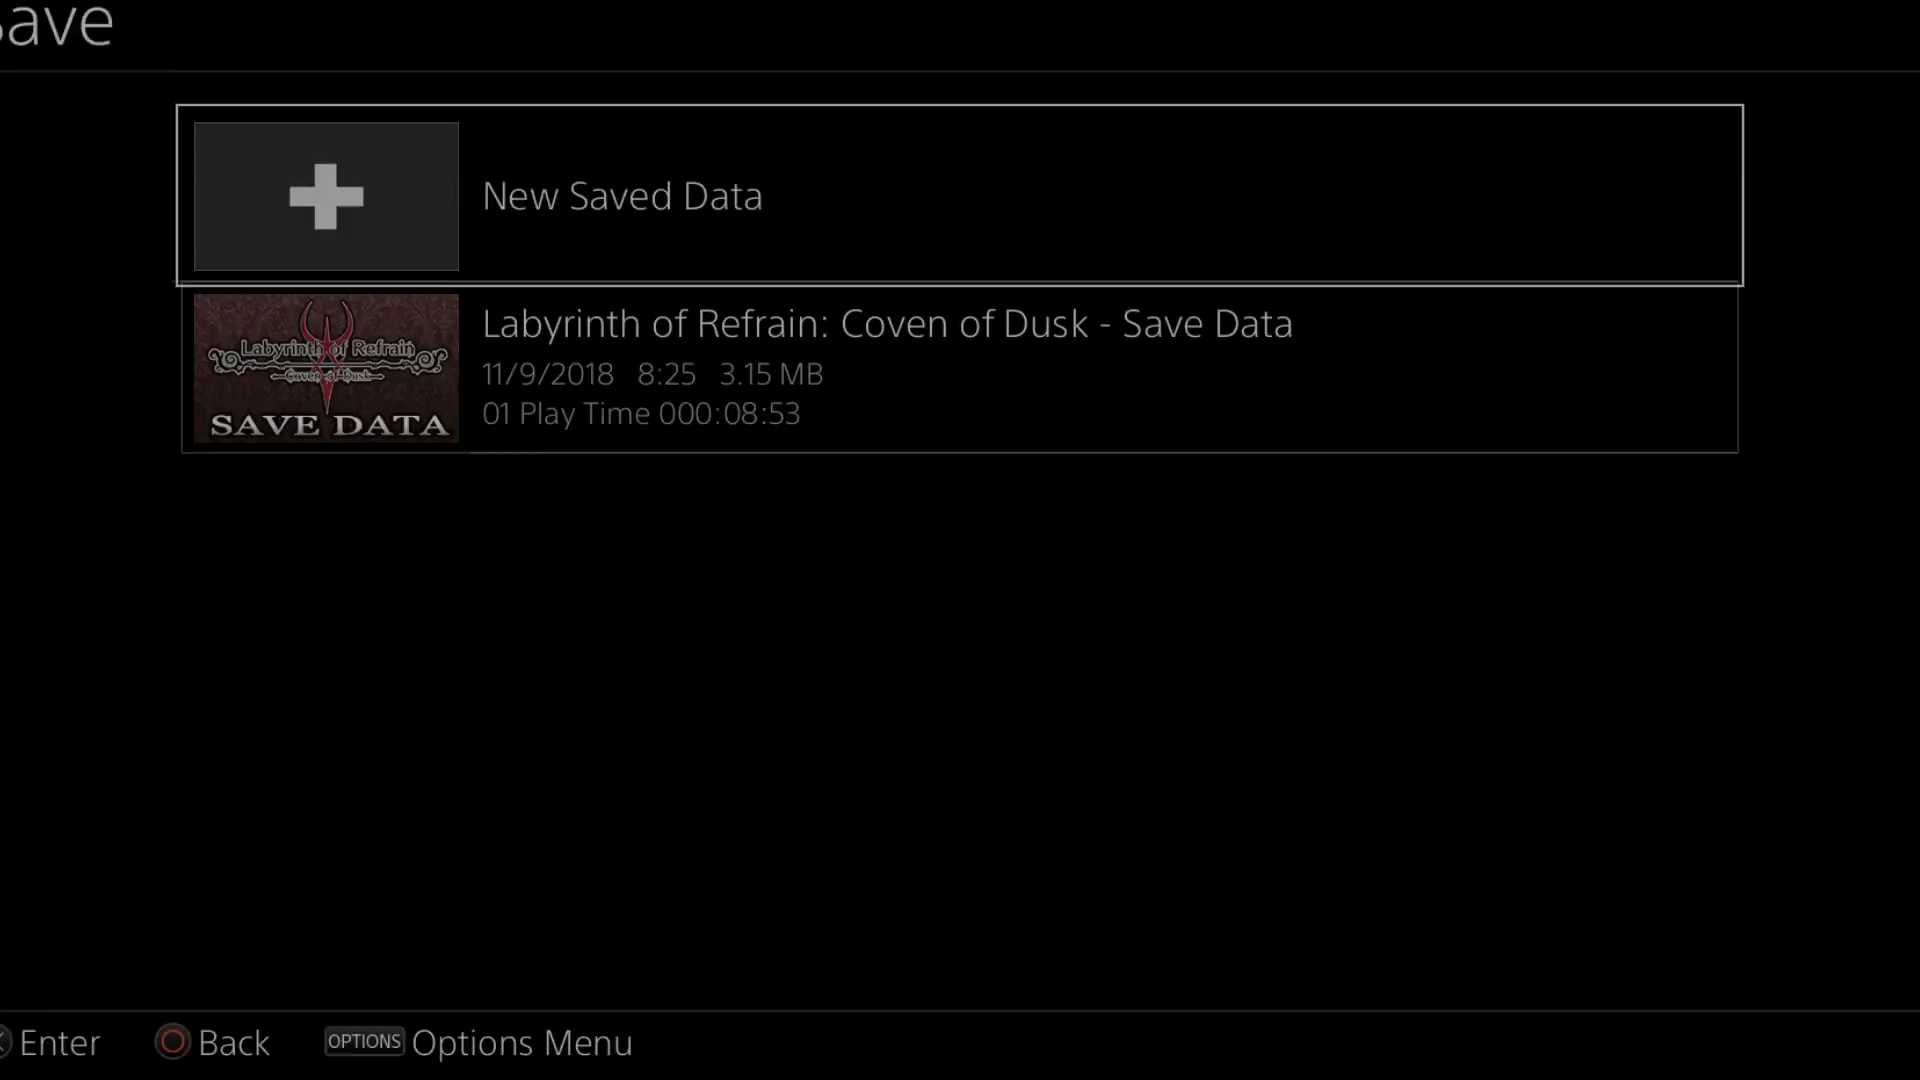 Save
New Saved Data
Labyrinth of Refrain
Coven of Dusk
SAVE DATA
Labyrinth of Refrain: Coven of Dusk - Save Data
11/9/2018 8:25 3.15 MB
01 Play Time 000:08:53
Enter Back OPTIONS Options Menu